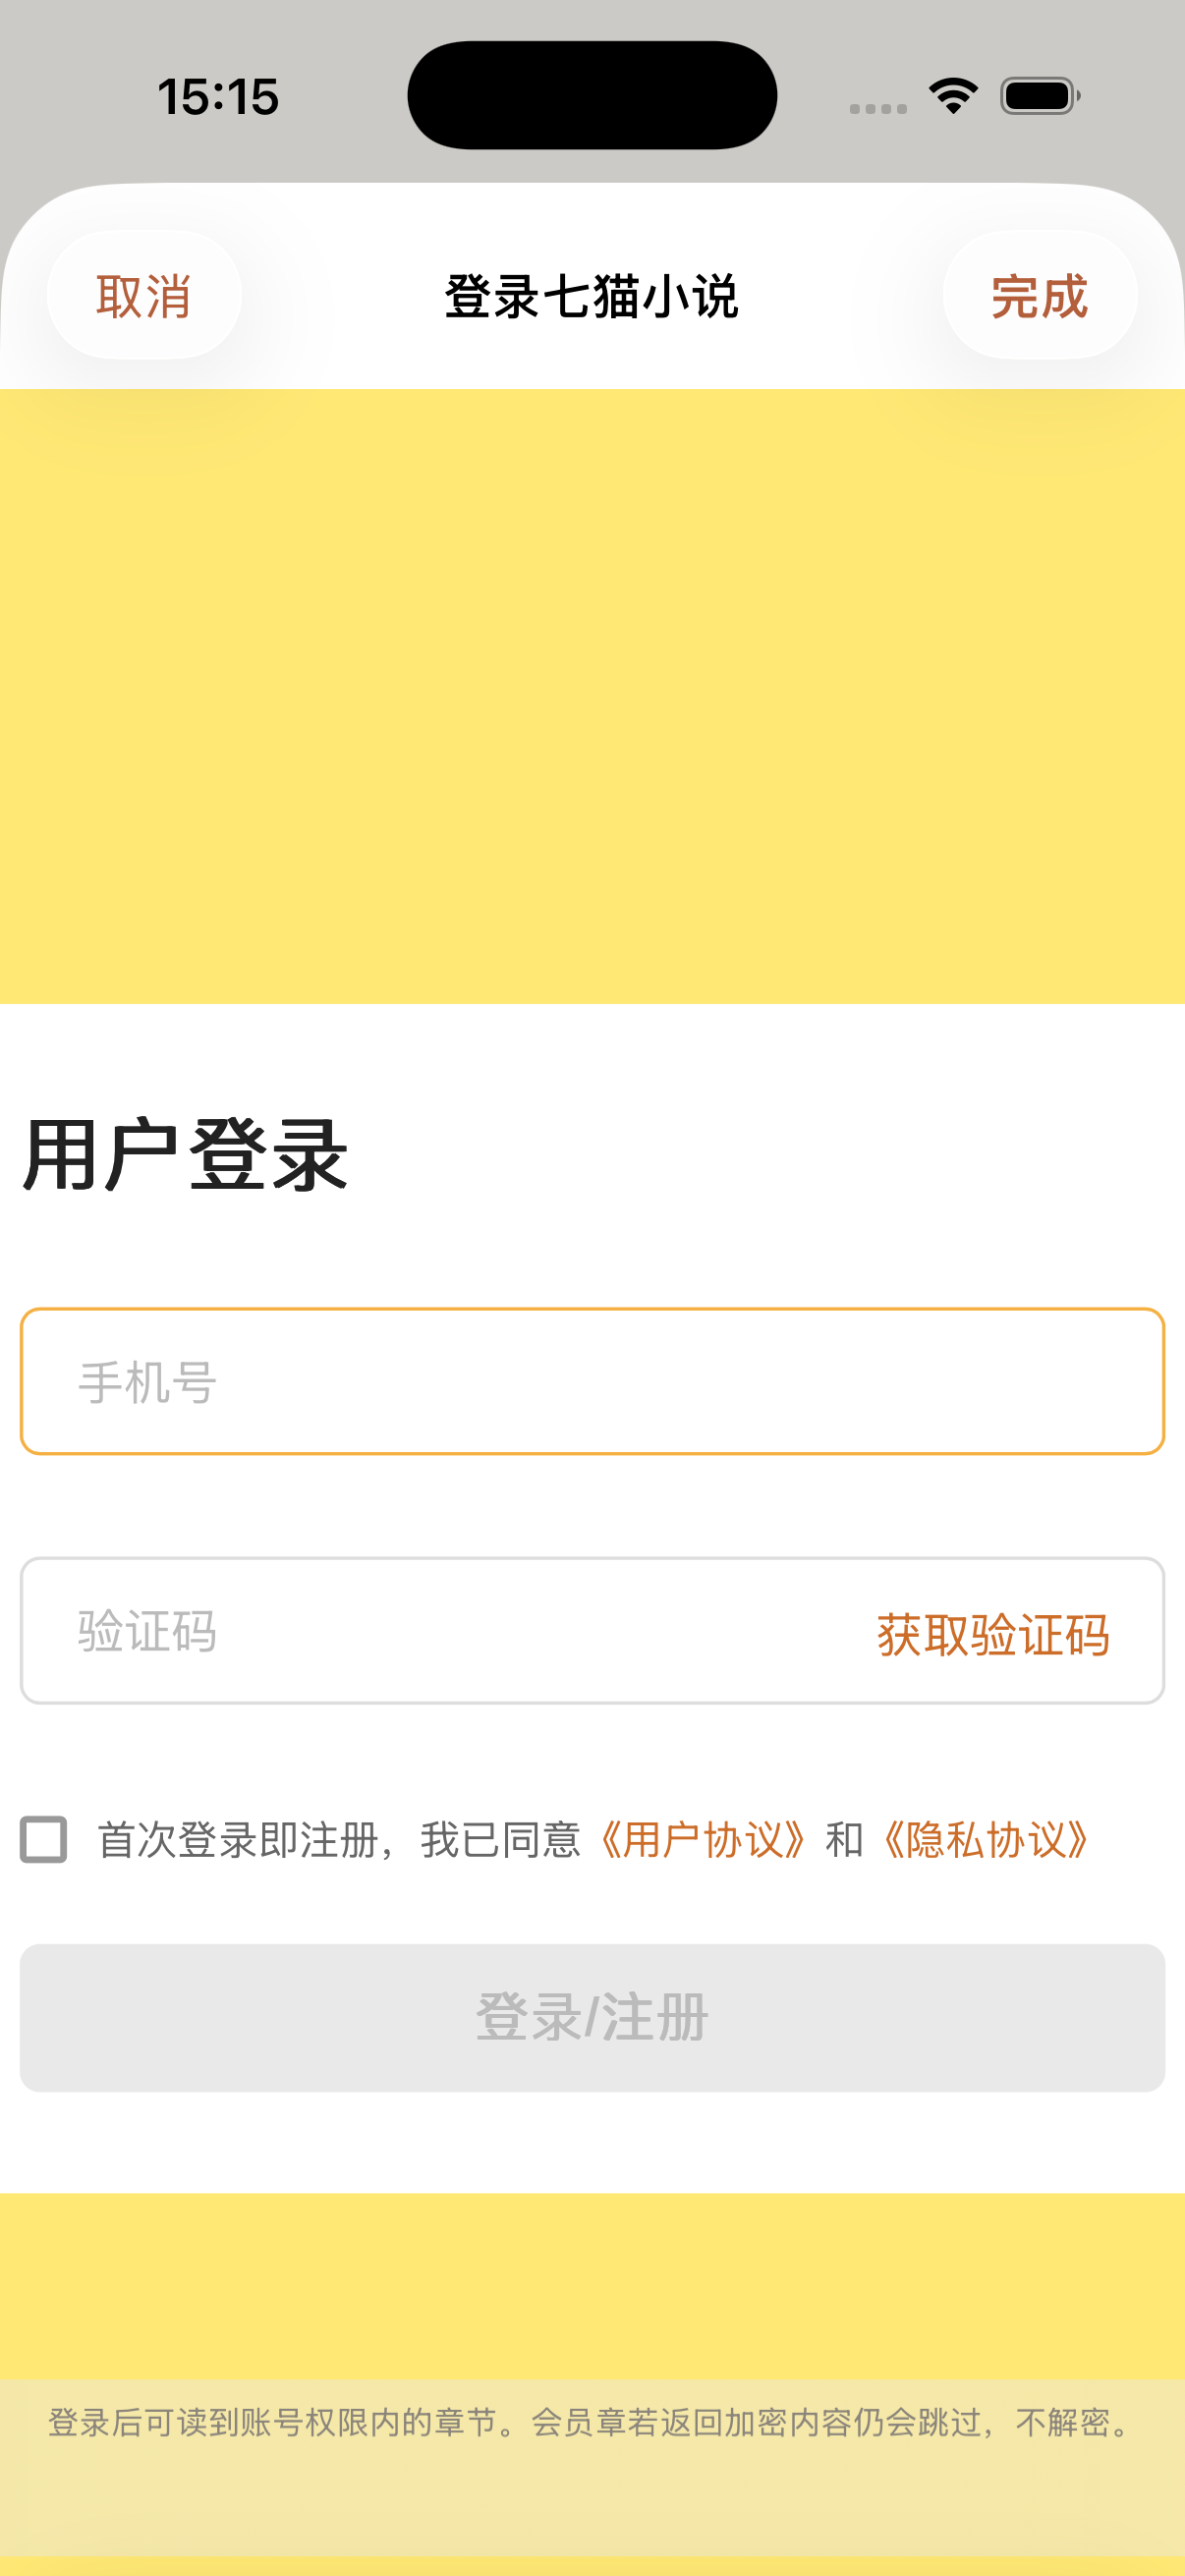 15:15
取消 登录七猫小说 完成
用户登录
手机号
验证码 获取验证码
首次登录即注册，我已同意《用户协议》和《隐私协议》
登录/注册
登录后可读到账号权限内的章节。会员章若返回加密内容仍会跳过，不解密。